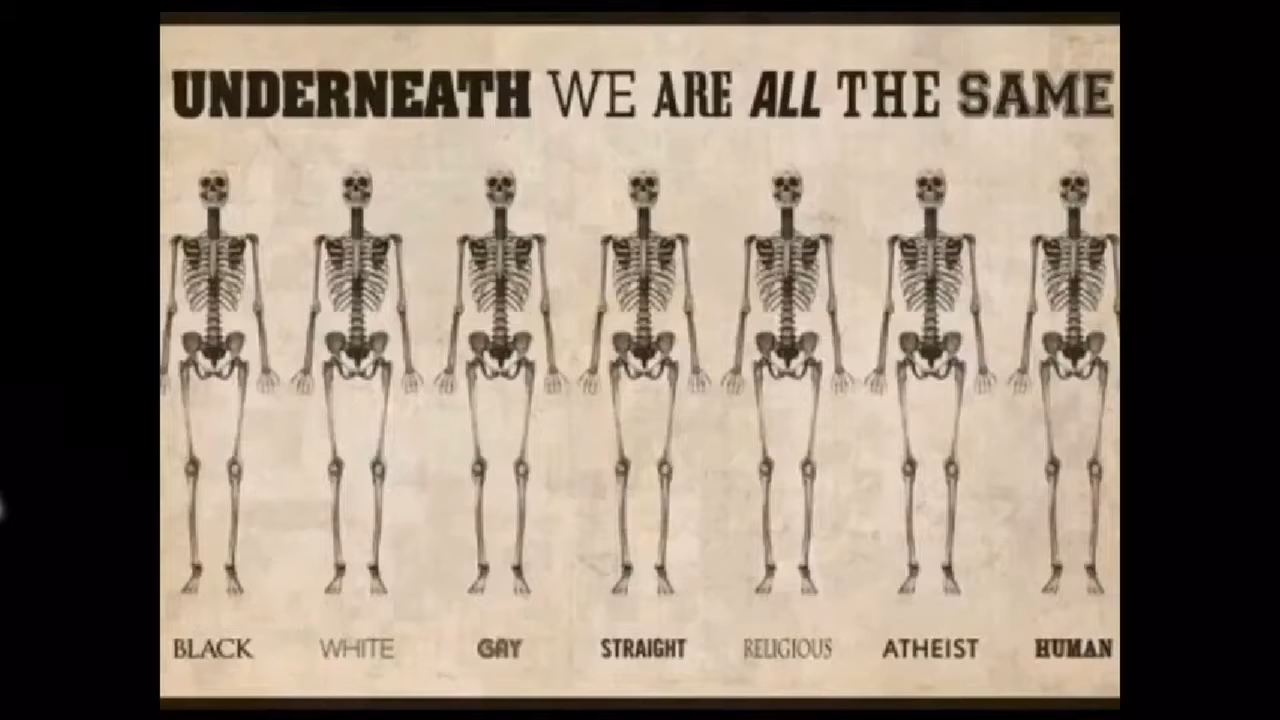 UNDERNEATH WE ARE ALL THE SAME
BLACK WHITE GAY STRAIGHT RELIGIOUS ATHEIST HUMAN